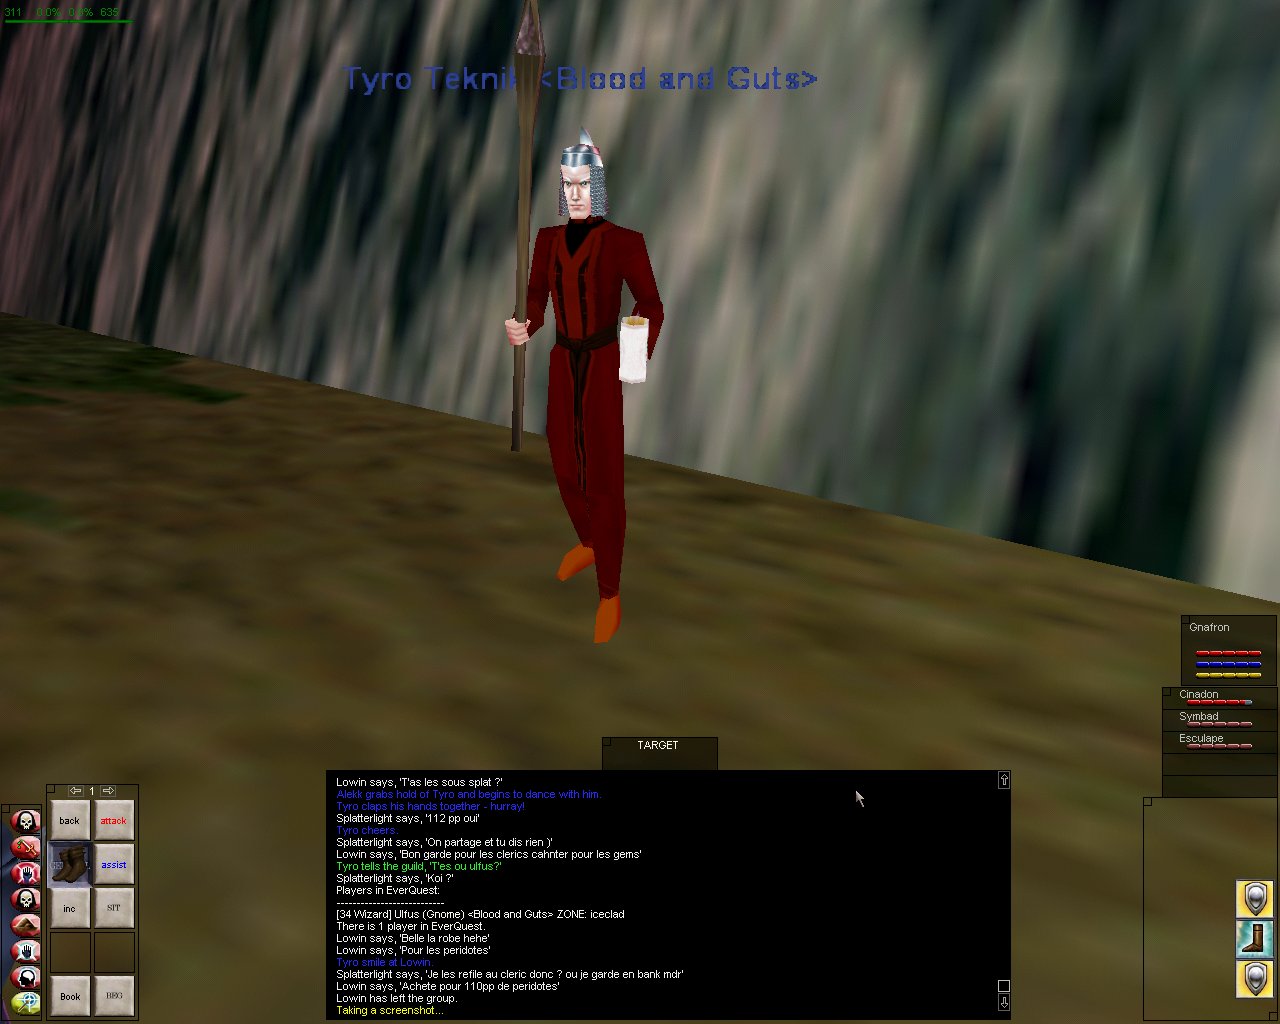 311 0.0% 0.0% 635
Tyro Teknik <Blood and Guts>
Gnafron
Cinadon
Symbad
Esculape
TARGET
Lowin says, 'T'as les sous splat ?'
Alekk grabs hold of Tyro and begins to dance with him.
Tyro claps his hands together - hurray!
Splatterlight says, '112 pp oui'
Tyro cheers.
Splatterlight says, 'On partage et tu dis rien )'
Lowin says, 'Bon garde pour les clerics cahnter pour les gems'
Tyro tells the guild, 'T'es ou ulfus?'
Splatterlight says, 'Koi ?'
Players in EverQuest:
---------------------------
[34 Wizard] Ulfus (Gnome) <Blood and Guts> ZONE: iceclad
There is 1 player in EverQuest.
Lowin says, 'Belle la robe hehe'
Lowin says, 'Pour les peridotes'
Tyro smile at Lowin.
Splatterlight says, 'Je les refile au cleric donc ? ou je garde en bank mdr'
Lowin says, 'Achete pour 110pp de peridotes'
Lowin has left the group.
Taking a screenshot...
1
back attack
assist
inc SIT
Book BEG